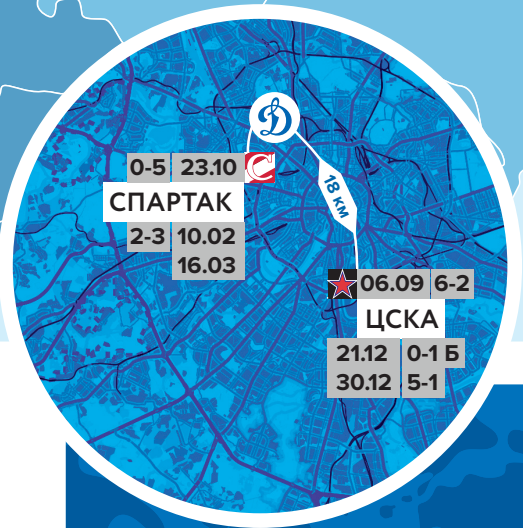 Д
0-5 23.10 С
СПАРТАК
2-3 10.02
16.03
18 км
06.09 6-2
ЦСКА
21.12 0-1 Б
30.12 5-1